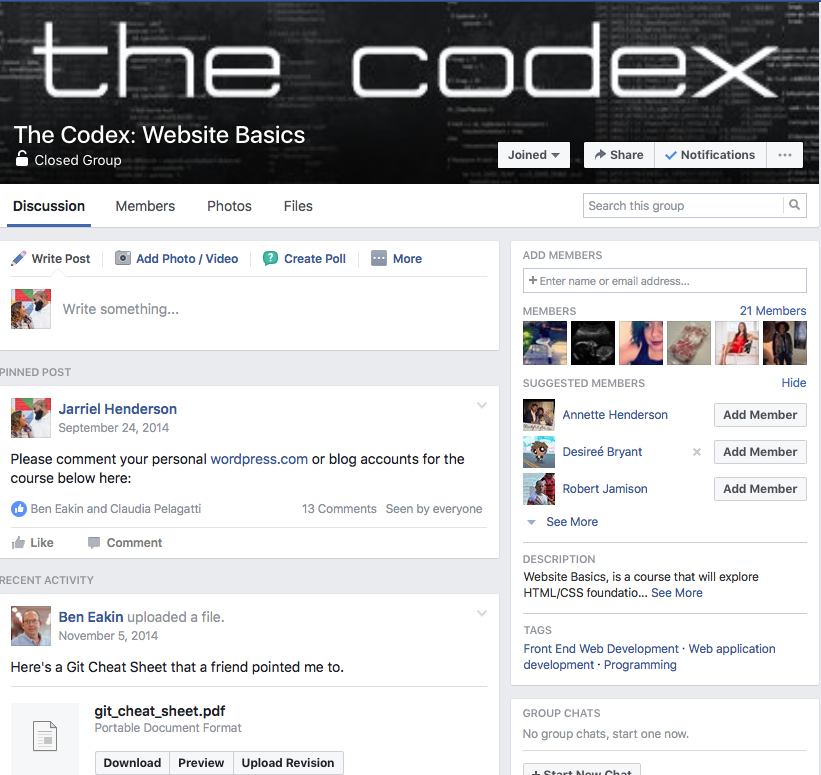 the codex
The Codex: Website Basics
Closed Group
Joined
Share
Notifications
Discussion
Members
Photos
Files
Search this group
Write Post
Add Photo / Video
Create Poll
More
Write something...
PINNED POST
Jarriel Henderson
September 24, 2014
Please comment your personal wordpress.com or blog accounts for the
course below here:
Ben Eakin and Claudia Pelagatti
13 Comments
Seen by everyone
Like
Comment
RECENT ACTIVITY
Ben Eakin uploaded a file.
November 5, 2014
Here's a Git Cheat Sheet that a friend pointed me to.
git_cheat_sheet.pdf
Portable Document Format
Download
Preview
Upload Revision
ADD MEMBERS
+ Enter name or email address...
MEMBERS
21 Members
SUGGESTED MEMBERS
Hide
Annette Henderson
Add Member
Desireé Bryant
Add Member
Robert Jamison
Add Member
See More
DESCRIPTION
Website Basics, is a course that will explore
HTML/CSS foundatio... See More
TAGS
Front End Web Development · Web application
development · Programming
GROUP CHATS
No group chats, start one now.
+ Start New Chat